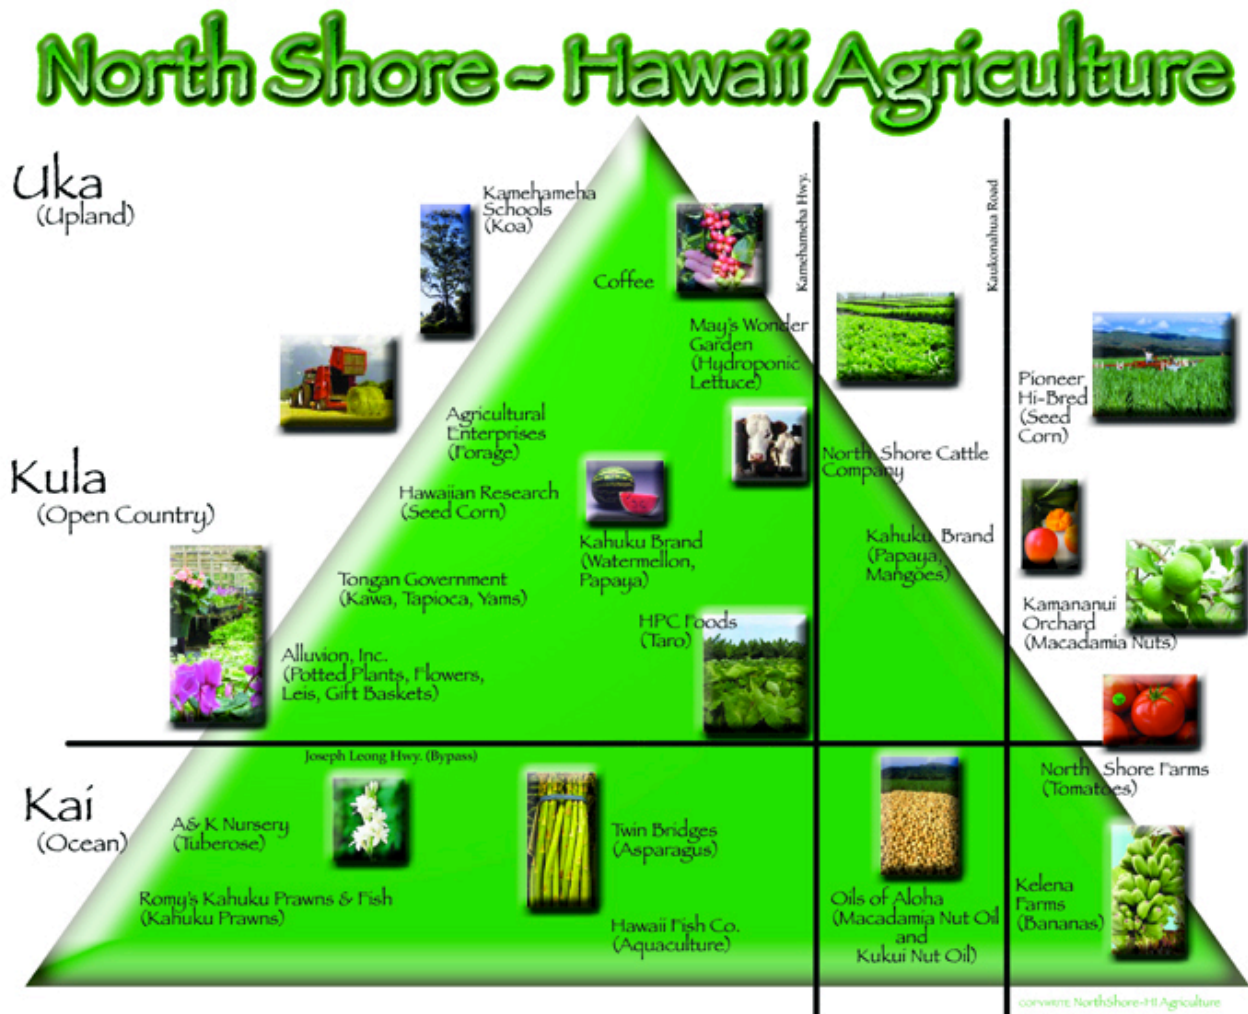 North Shore ~ Hawaii Agriculture
Uka
(Upland)
Kamehameha
Schools
(Koa)
Coffee
Kamehameha Hwy.
Kaukonahua Road
May's Wonder
Garden
(Hydroponic
Lettuce)
Pioneer
Hi-Bred
(Seed
Corn)
Agricultural
Enterprises
(Forage)
North Shore Cattle
Company
Kula
(Open Country)
Hawaiian Research
(Seed Corn)
Kahuku Brand
(Watermellon,
Papaya)
Kahuku Brand
(Papaya,
Mangoes)
Tongan Government
(Kawa, Tapioca, Yams)
HPC Foods
(Taro)
Kamananui
Orchard
(Macadamia Nuts)
Alluvion, Inc.
(Potted Plants, Flowers,
Leis, Gift Baskets)
Joseph Leong Hwy. (Bypass)
North Shore Farms
(Tomatoes)
Kai
(Ocean)
A& K Nursery
(Tuberose)
Twin Bridges
(Asparagus)
Romy's Kahuku Prawns & Fish
(Kahuku Prawns)
Hawaii Fish Co.
(Aquaculture)
Oils of Aloha
(Macadamia Nut Oil
and
Kukui Nut Oil)
Kelena
Farms
(Bananas)
COPYWRITE NorthShore-HI Agriculture